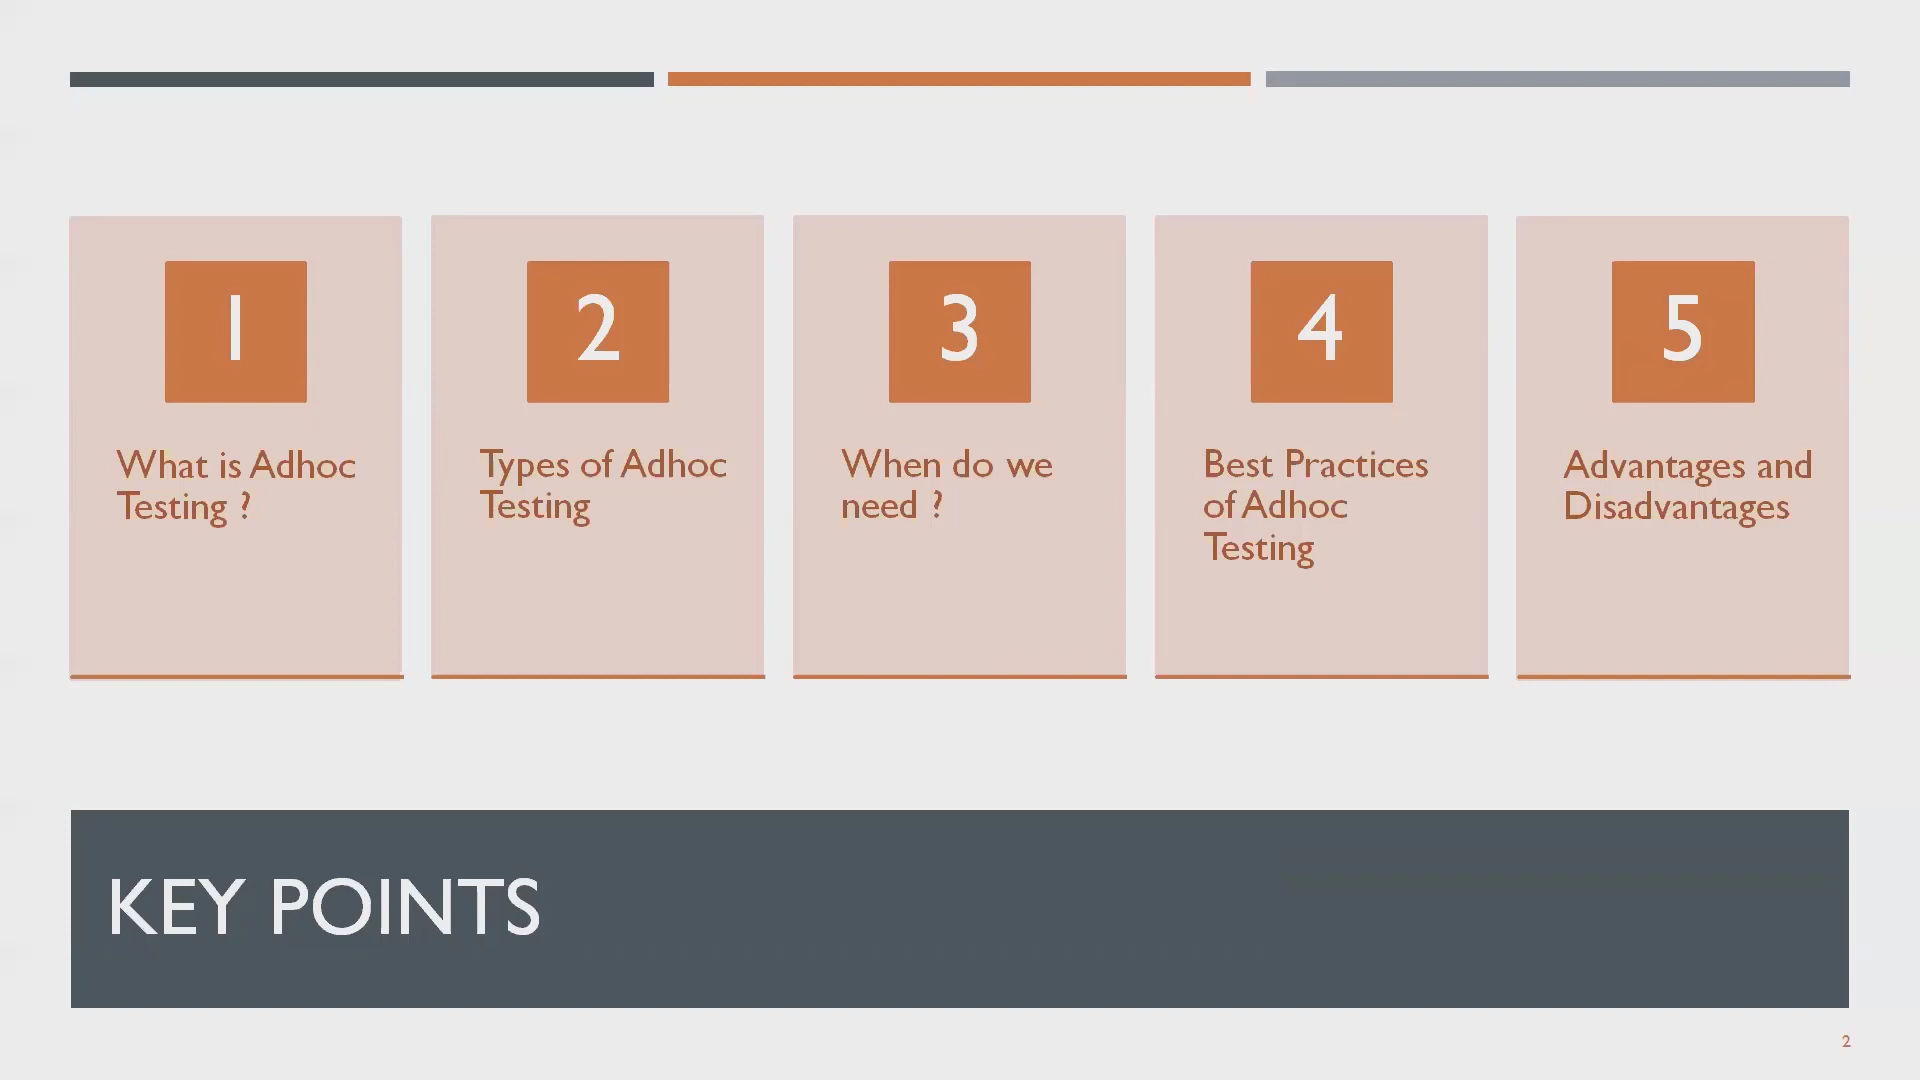 1
What is Adhoc
Testing ?
2
Types of Adhoc
Testing
3
When do we
need ?
4
Best Practices
of Adhoc
Testing
5
Advantages and
Disadvantages
KEY POINTS
2